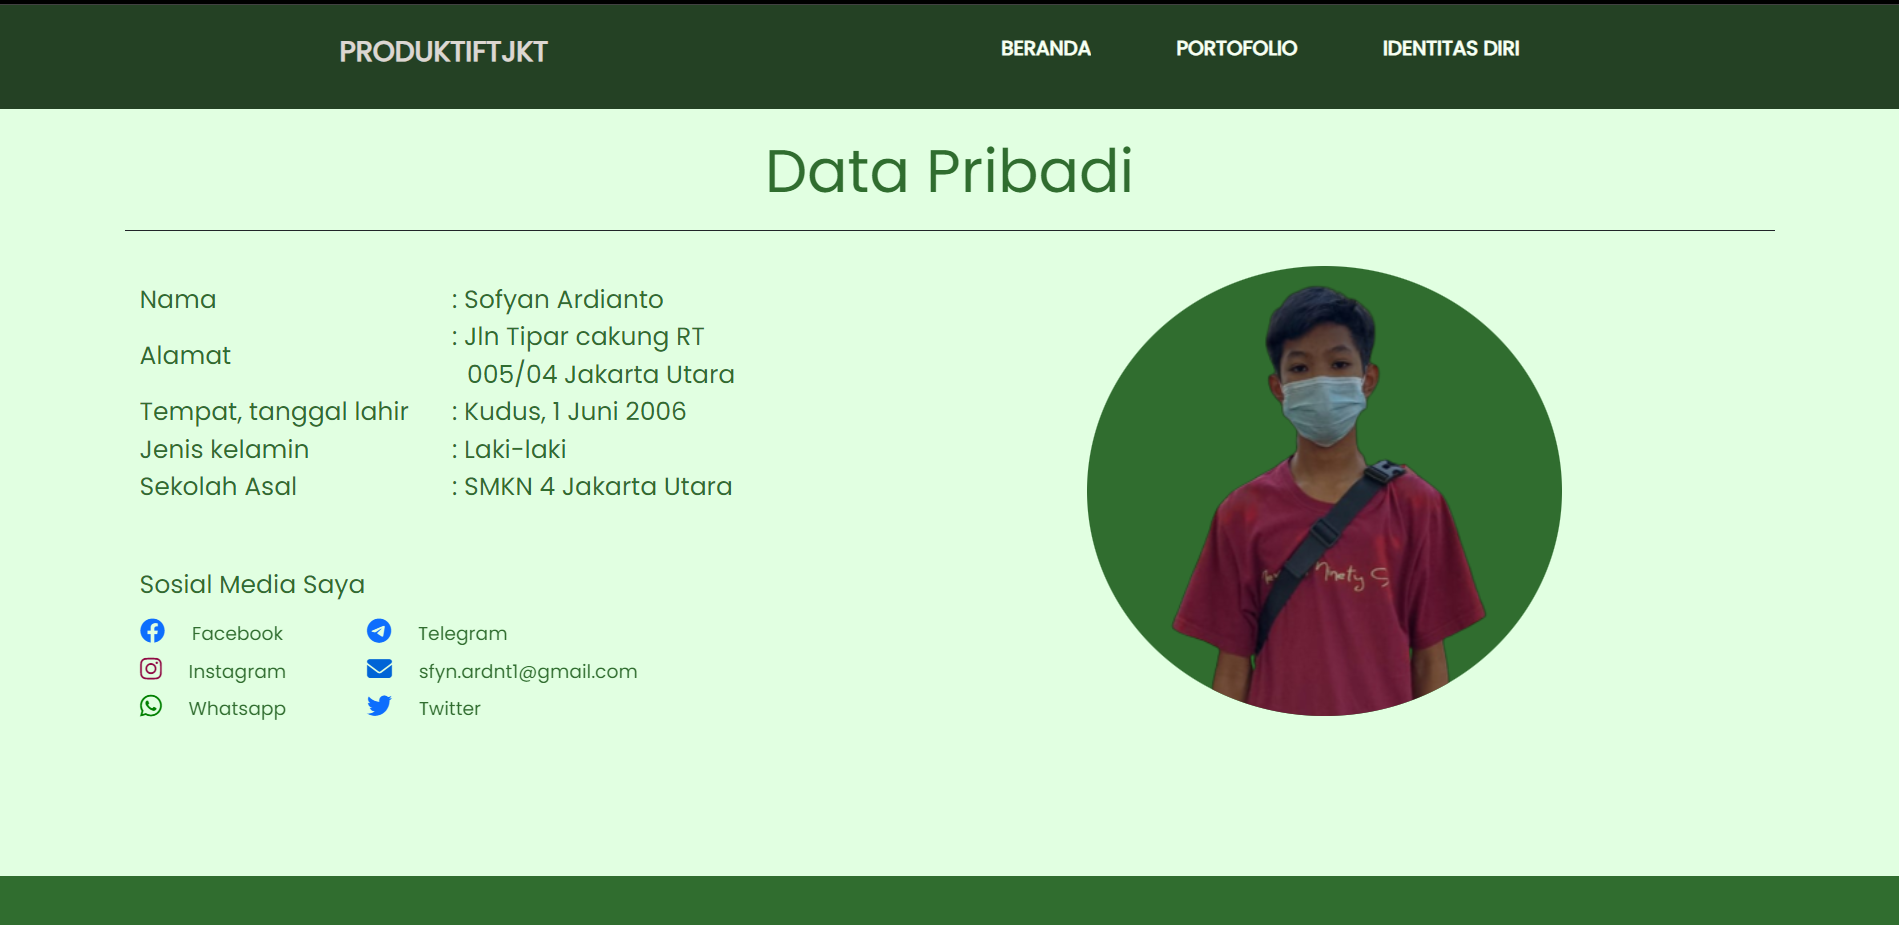 PRODUKTIFTJKT
BERANDA PORTOFOLIO IDENTITAS DIRI
Data Pribadi
Nama : Sofyan Ardianto
Alamat : Jln Tipar cakung RT
005/04 Jakarta Utara
Tempat, tanggal lahir : Kudus, 1 Juni 2006
Jenis kelamin : Laki-laki
Sekolah Asal : SMKN 4 Jakarta Utara
Sosial Media Saya
Facebook Telegram
Instagram sfyn.ardnt1@gmail.com
Whatsapp Twitter